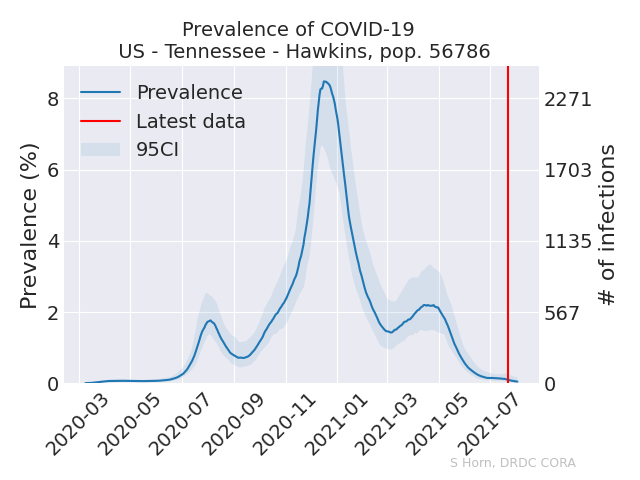 Prevalence of COVID-19
US - Tennessee - Hawkins, pop. 56786
Prevalence
Latest data
95CI
Prevalence (%)
8
6
4
2
0
2271
1703
1135
567
0
# of infections
2020-03
2020-05
2020-07
2020-09
2020-11
2021-01
2021-03
2021-05
2021-07
S Horn, DRDC CORA